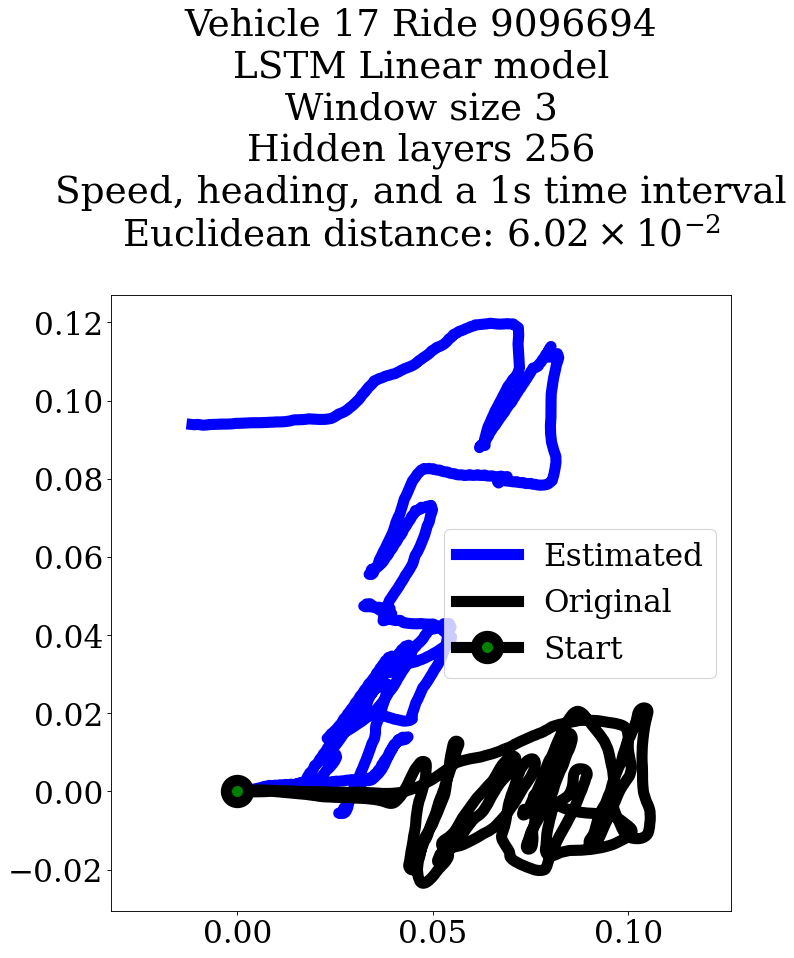 Vehicle 17 Ride 9096694
LSTM Linear model
Window size 3
Hidden layers 256
Speed, heading, and a 1s time interval
Euclidean distance: 6.02 × 10⁻²
0.12
0.10
0.08
0.06
0.04
0.02
0.00
−0.02
Estimated
Original
Start
0.00 0.05 0.10